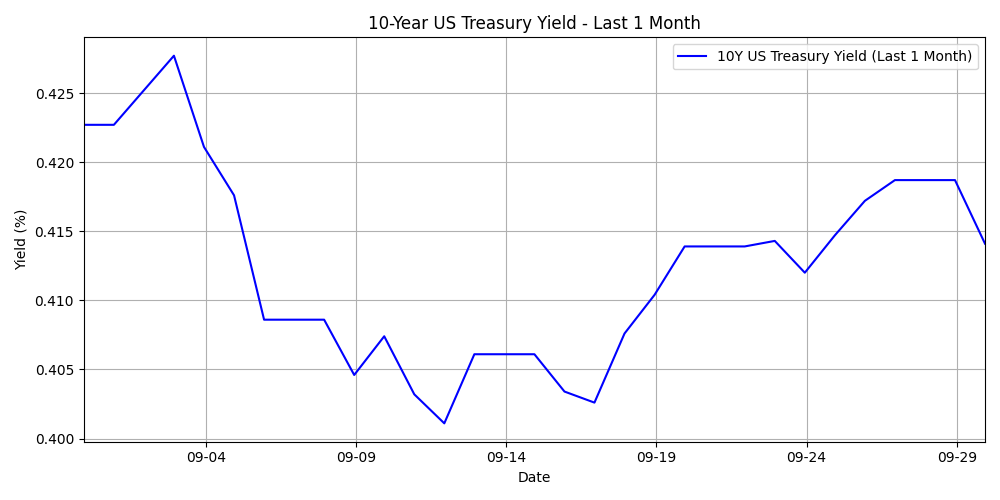 10-Year US Treasury Yield - Last 1 Month
10Y US Treasury Yield (Last 1 Month)
Yield (%)
0.425
0.420
0.415
0.410
0.405
0.400
09-04 09-09 09-14 09-19 09-24 09-29
Date